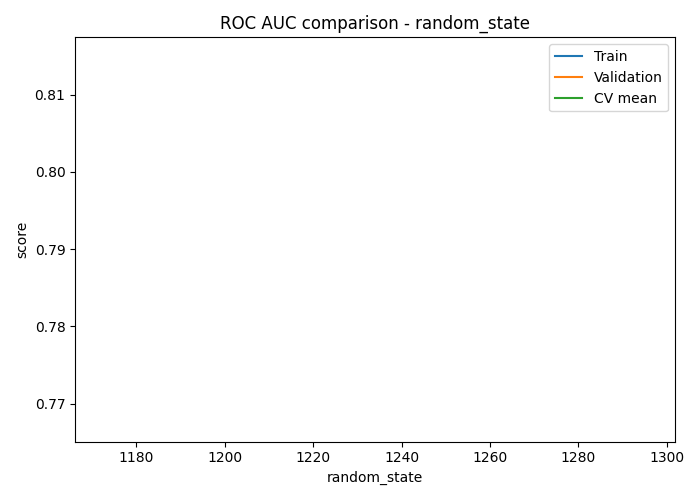 ROC AUC comparison - random_state
Train
Validation
CV mean
0.81
0.80
0.79
0.78
0.77
score
1180 1200 1220 1240 1260 1280 1300
random_state